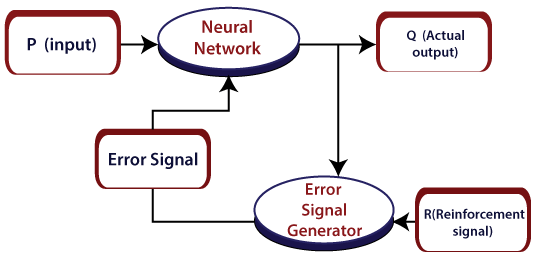 P (input)
Neural
Network
Q (Actual
output)
Error Signal
Error
Signal
Generator
R(Reinforcement
signal)